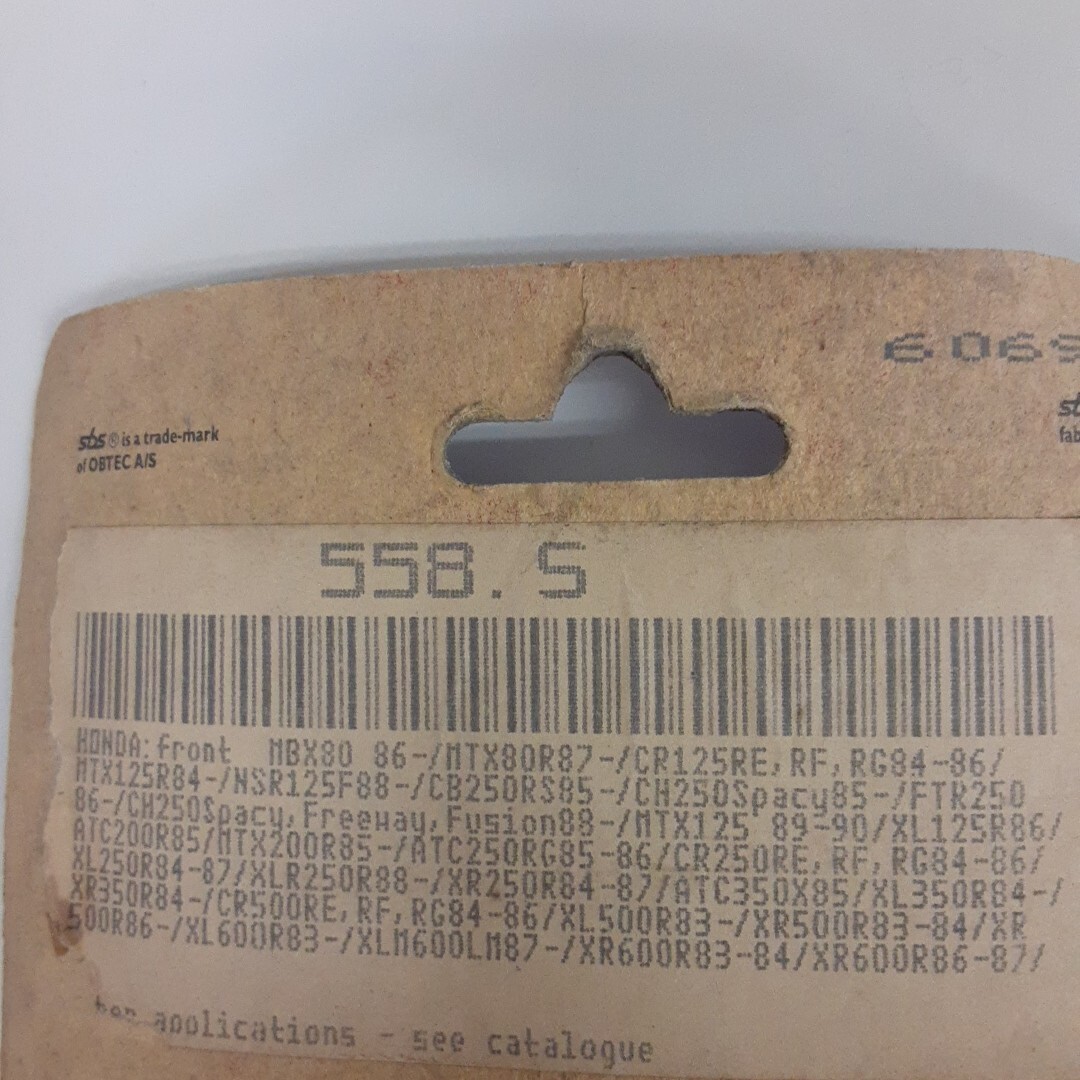 6069
sbs® is a trade-mark
of OBTEC A/S
558.S
HONDA:front MBX80 86-/MTX80R87-/CR125RE,RF,RG84-86/
MTX125R84-/NSR125F88-/CB250RS85-/CH250Spacy85-/FTR250
86-/CH250Spacy,Freeway,Fusion88-/MTX125 89-90/XL125R86/
ATC200R85/MTX200R85-/ATC250RG85-86/CR250RE,RF,RG84-86/
XL250R84-87/XLR250R88-/XR250R84-87/ATC350X85/XL350R84-/
XR350R84-/CR500RE,RF,RG84-86/XL500R83-/XR500R83-84/XR
500R86-/XL600R83-/XLM600LM87-/XR600R83-84/XR600R86-87/
applications - see catalogue